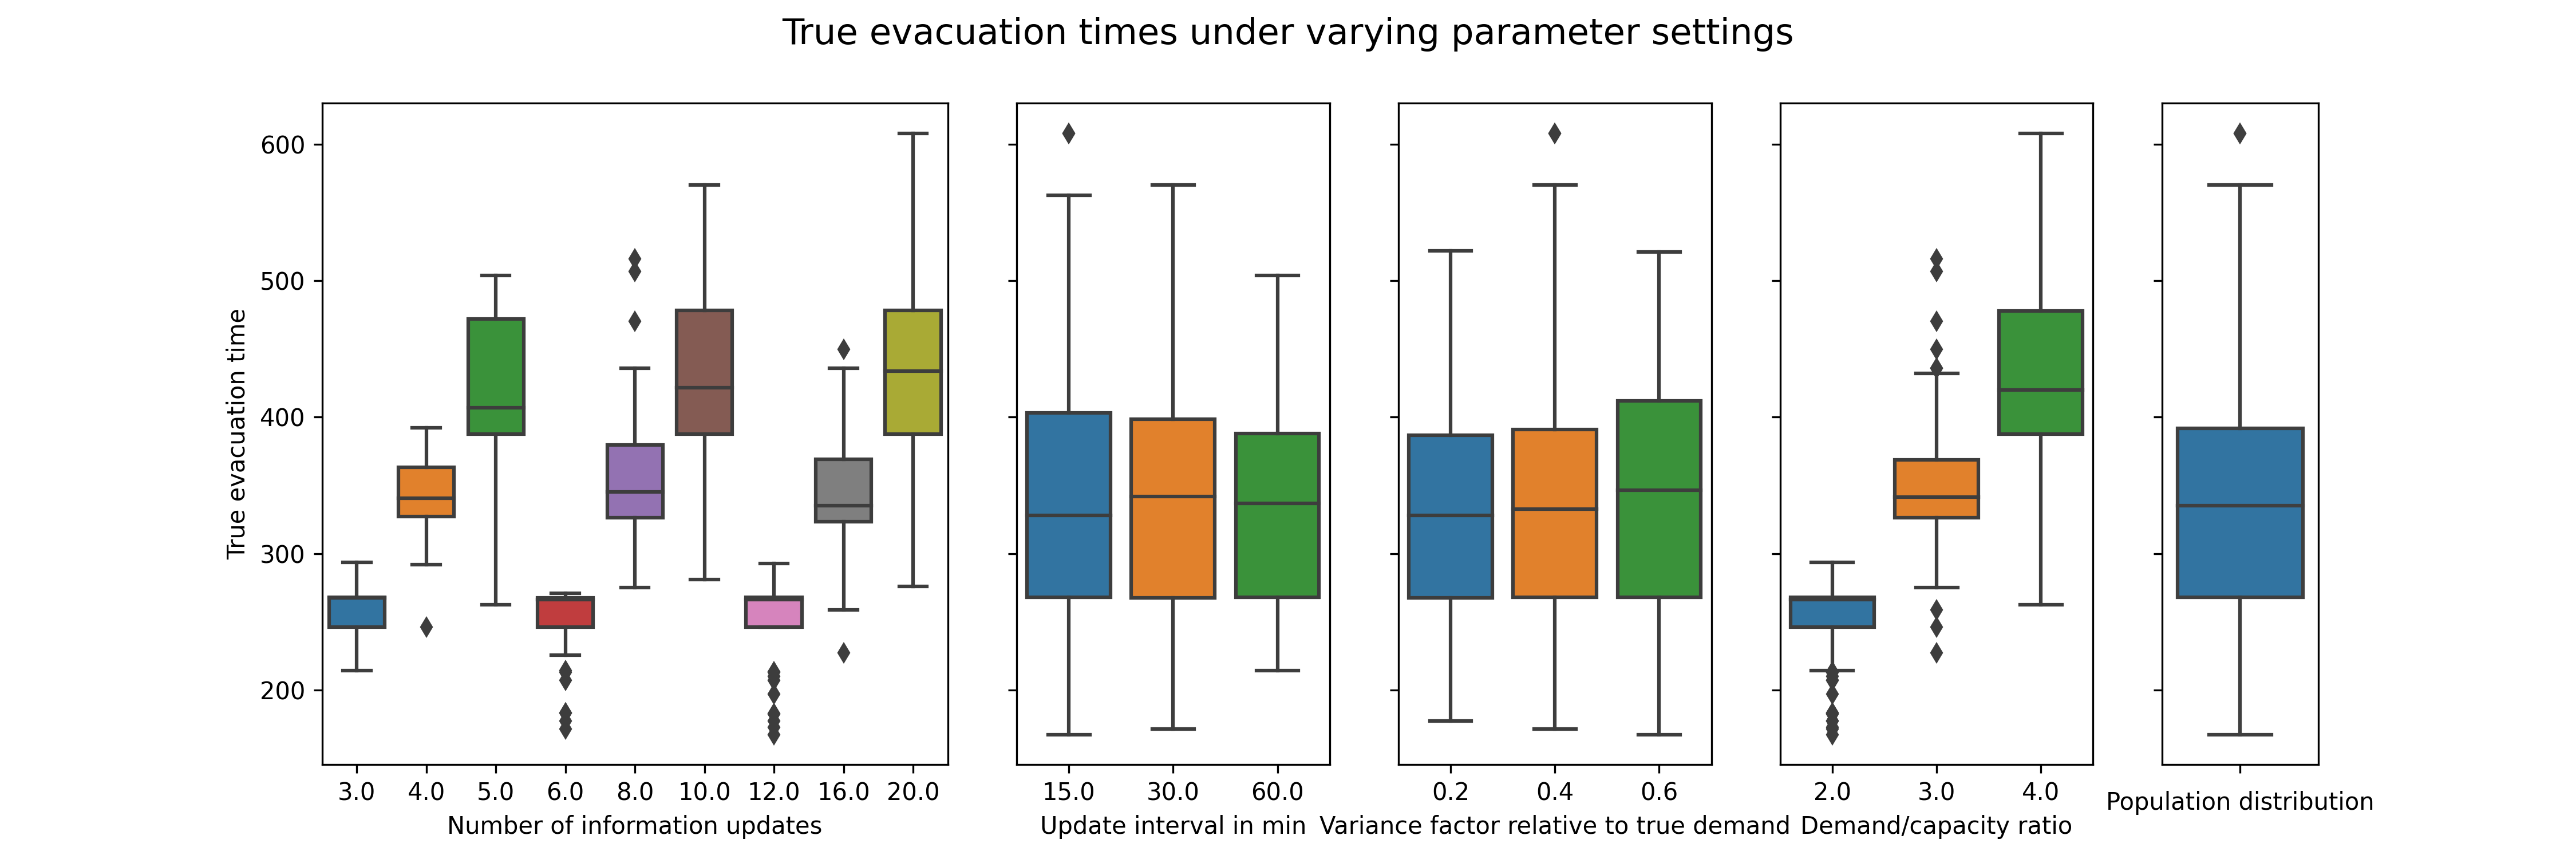 True evacuation times under varying parameter settings
True evacuation time
600
500
400
300
200
3.0 4.0 5.0 6.0 8.0 10.0 12.0 16.0 20.0
Number of information updates
15.0 30.0 60.0
Update interval in min
0.2 0.4 0.6
Variance factor relative to true demand
2.0 3.0 4.0
Demand/capacity ratio
Population distribution